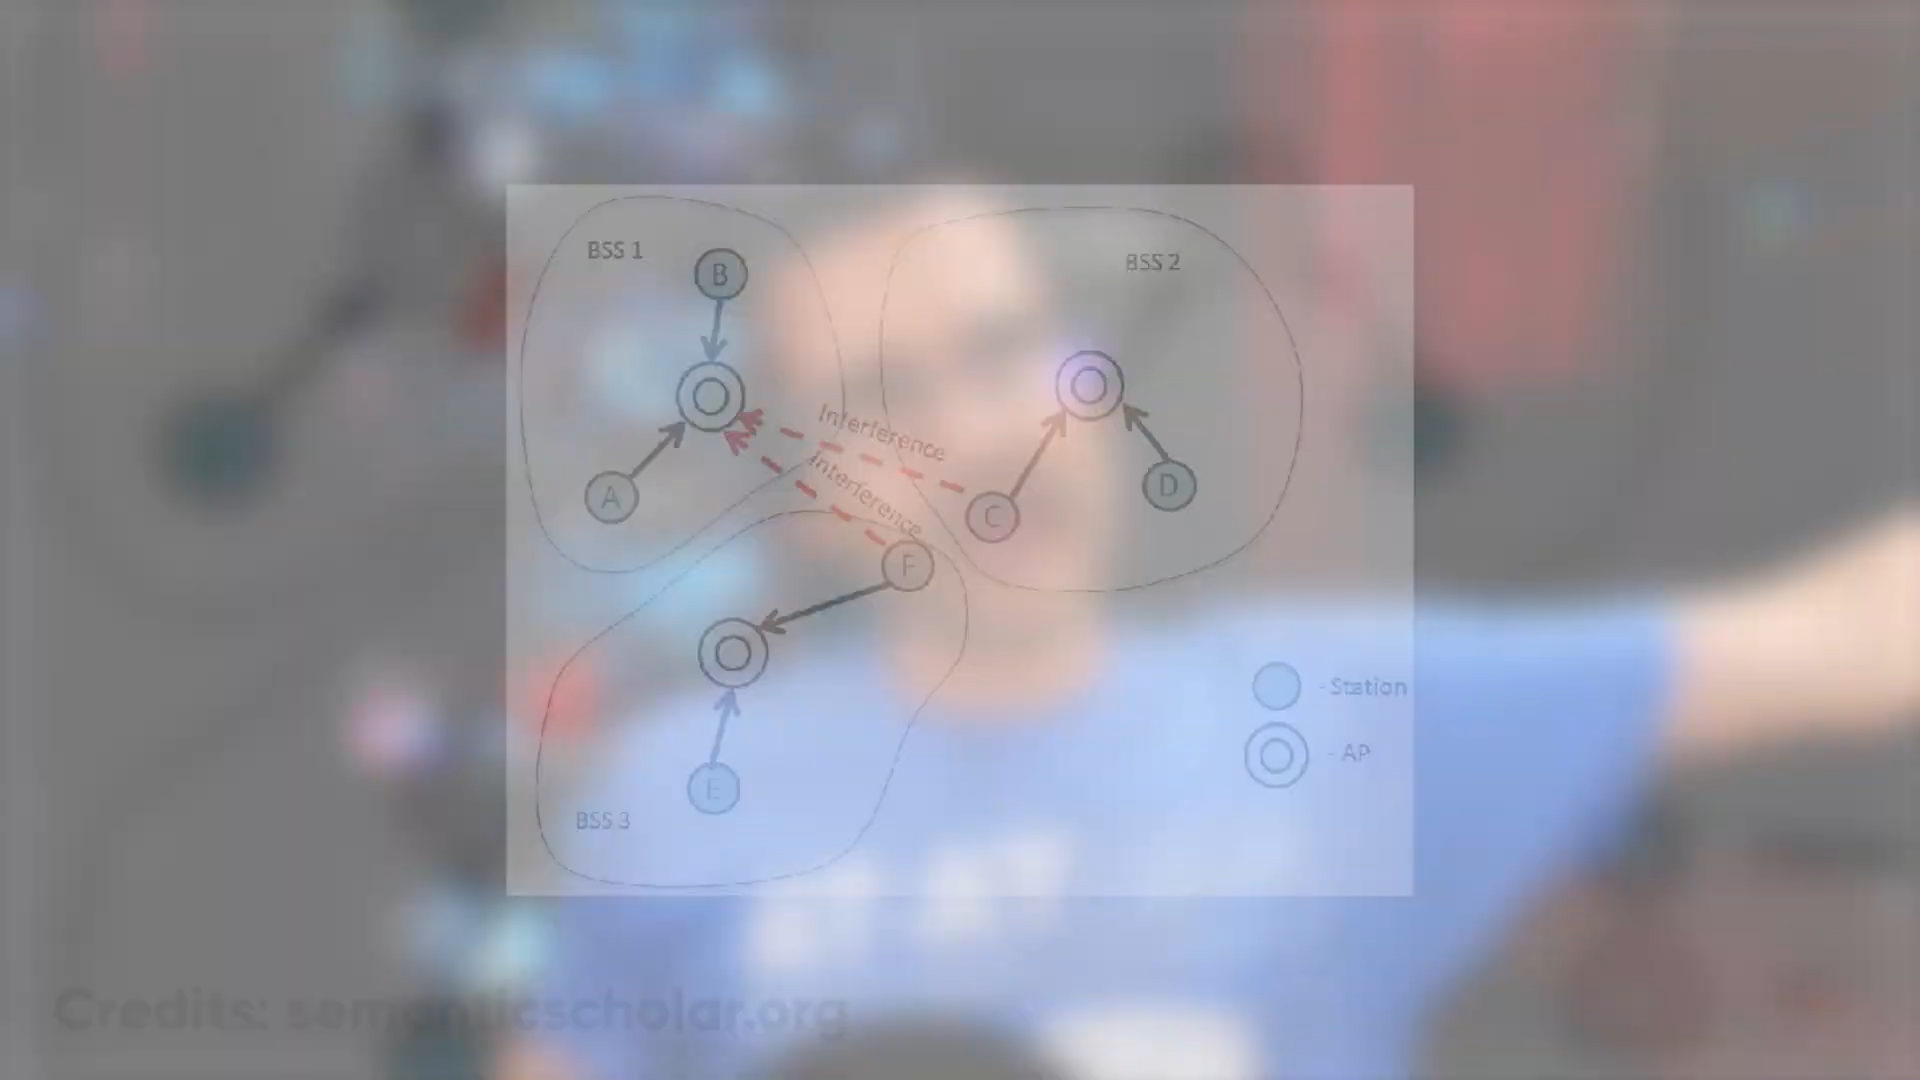 BSS 1
B
BSS 2
Interference
Interference
A
C
D
F
- Station
- AP
E
BSS 3
Credits: semanticscholar.org